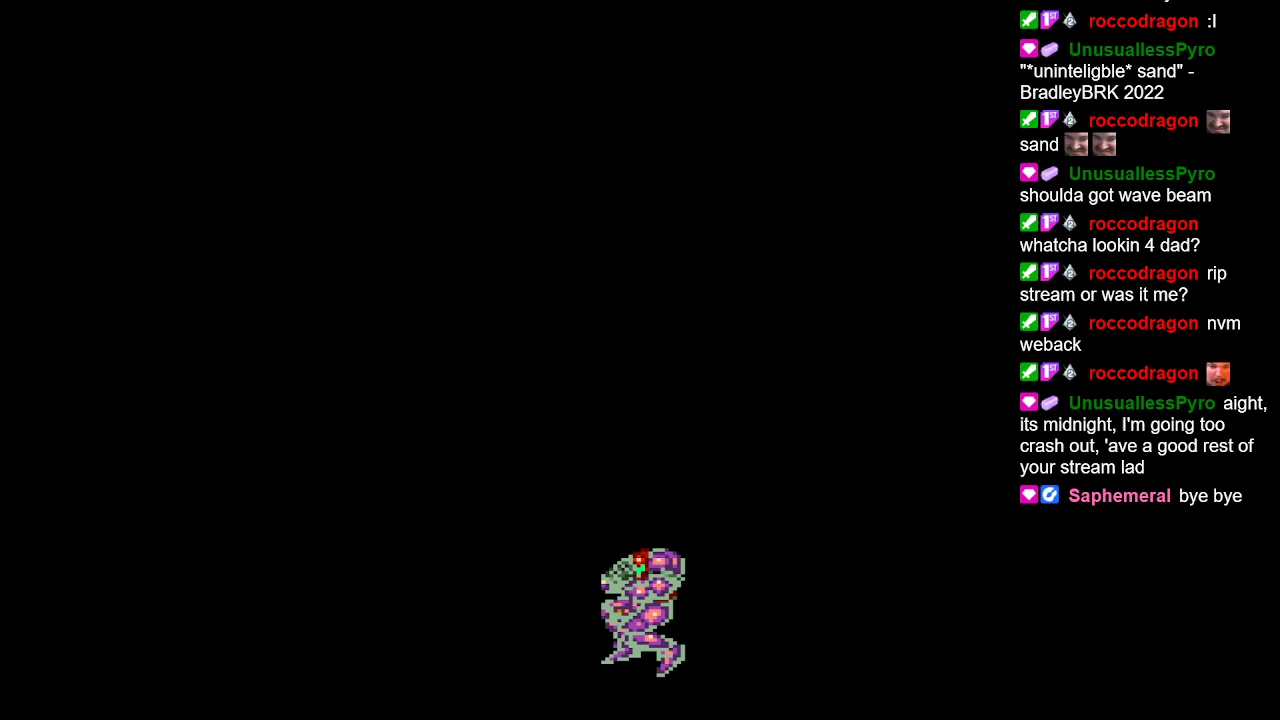 roccodragon :l
UnusuallessPyro
"*uninteligble* sand" -
BradleyBRK 2022
roccodragon
sand
UnusuallessPyro
shoulda got wave beam
roccodragon
whatcha lookin 4 dad?
roccodragon rip
stream or was it me?
roccodragon nvm
weback
roccodragon
UnusuallessPyro aight,
its midnight, I'm going too
crash out, 'ave a good rest of
your stream lad
Saphemeral bye bye